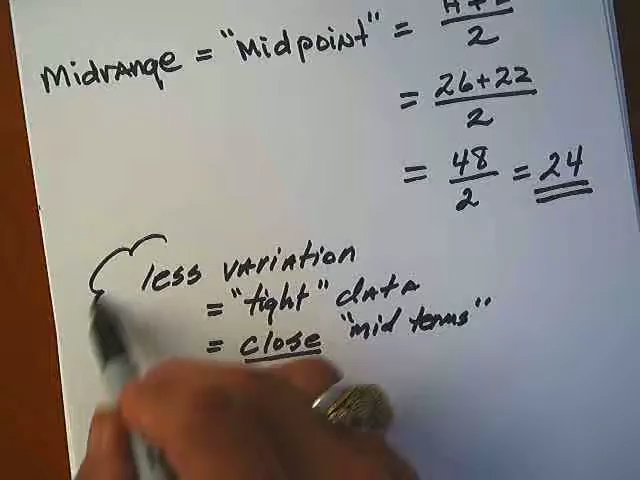 Midrange = "Midpoint" =
2
= 26+22
2
= 48 = 24
2
less variation
= "tight" data
= close "mid terms"